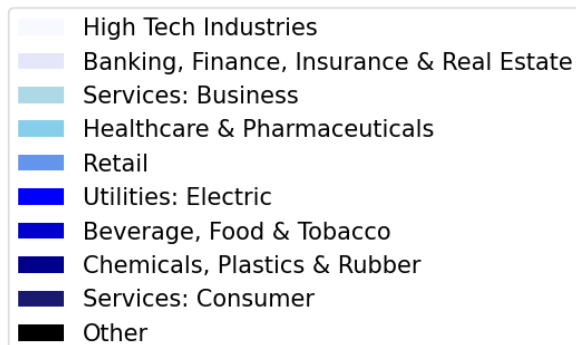 High Tech Industries
Banking, Finance, Insurance & Real Estate
Services: Business
Healthcare & Pharmaceuticals
Retail
Utilities: Electric
Beverage, Food & Tobacco
Chemicals, Plastics & Rubber
Services: Consumer
Other